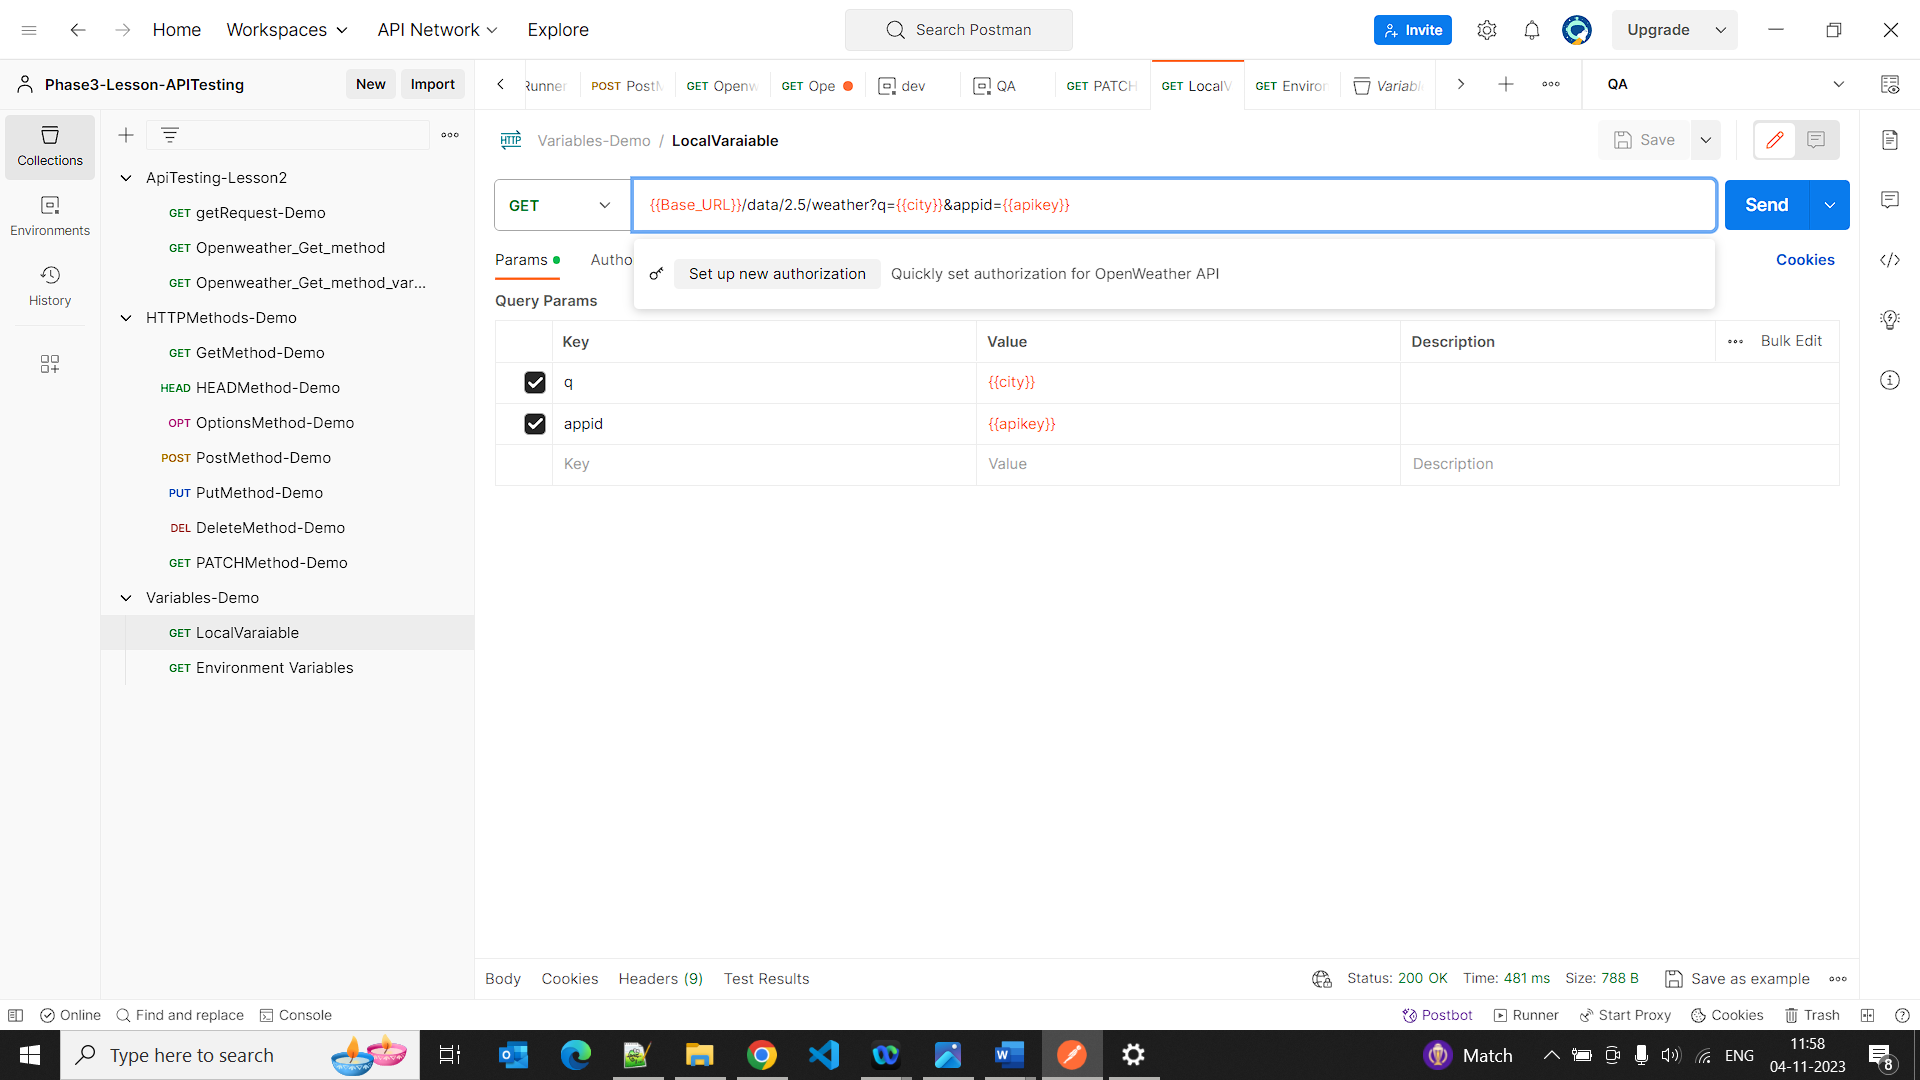 Home Workspaces API Network Explore Search Postman Invite Upgrade
Phase3-Lesson-APITesting New Import Runner POST PostM GET Openw GET Ope dev QA GET PATCH GET LocalV GET Environ Variabl QA
Collections
Environments
History
ApiTesting-Lesson2
GET getRequest-Demo
GET Openweather_Get_method
GET Openweather_Get_method_var...
HTTPMethods-Demo
GET GetMethod-Demo
HEAD HEADMethod-Demo
OPT OptionsMethod-Demo
POST PostMethod-Demo
PUT PutMethod-Demo
DEL DeleteMethod-Demo
GET PATCHMethod-Demo
Variables-Demo
GET LocalVaraiable
GET Environment Variables
HTTP Variables-Demo / LocalVaraiable Save
GET {{Base_URL}}/data/2.5/weather?q={{city}}&appid={{apikey}} Send
Params Autho Cookies
Set up new authorization Quickly set authorization for OpenWeather API
Query Params
Key Value Description Bulk Edit
q {{city}}
appid {{apikey}}
Key Value Description
Body Cookies Headers (9) Test Results Status: 200 OK Time: 481 ms Size: 788 B Save as example
Online Find and replace Console Postbot Runner Start Proxy Cookies Trash
Type here to search Match ENG 11:58
04-11-2023 8